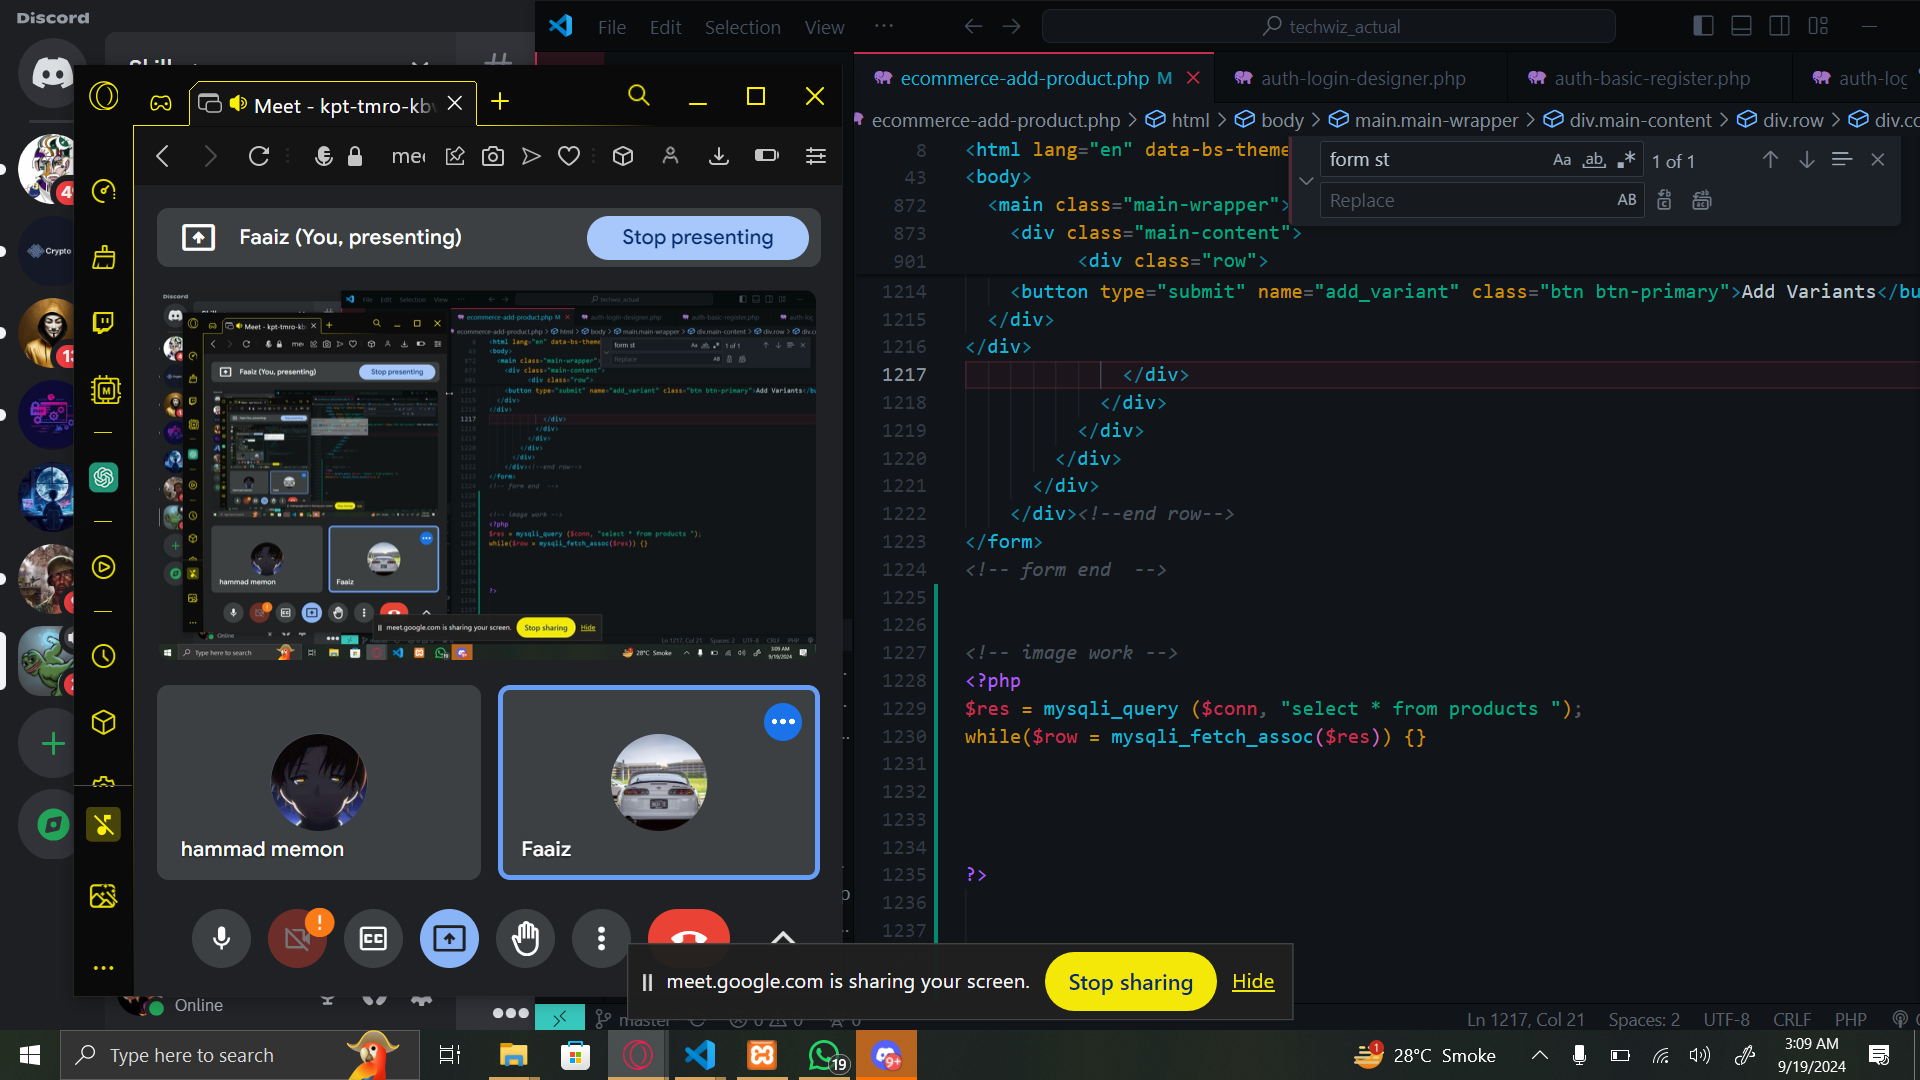 Discord
File Edit Selection View ···
techwiz_actual
Meet - kpt-tmro-kb
ecommerce-add-product.php M
auth-login-designer.php
auth-basic-register.php
auth-log
ecommerce-add-product.php > html > body > main.main-wrapper > div.main-content > div.row > div.co
form st
Aa ab 1 of 1
Replace
AB
8 <html lang="en" data-bs-theme
43 <body>
872 <main class="main-wrapper">
873 <div class="main-content">
901 <div class="row">
1214 <button type="submit" name="add_variant" class="btn btn-primary">Add Variants</bu
1215 </div>
1216 </div>
1217 </div>
1218 </div>
1219 </div>
1220 </div>
1221 </div>
1222 </div><!--end row-->
1223 </form>
1224 <!-- form end  -->
1225
1226
1227 <!-- image work -->
1228 <?php
1229 $res = mysqli_query ($conn, "select * from products ");
1230 while($row = mysqli_fetch_assoc($res)) {}
1231
1232
1233
1234
1235 ?>
1236
1237
Crypto
Faaiz (You, presenting)
Stop presenting
hammad memon
Faaiz
meet.google.com is sharing your screen.
Stop sharing
Hide
Online
master
Ln 1217, Col 21 Spaces: 2 UTF-8 CRLF PHP
Type here to search
19
9+
1
28°C Smoke
3:09 AM
9/19/2024